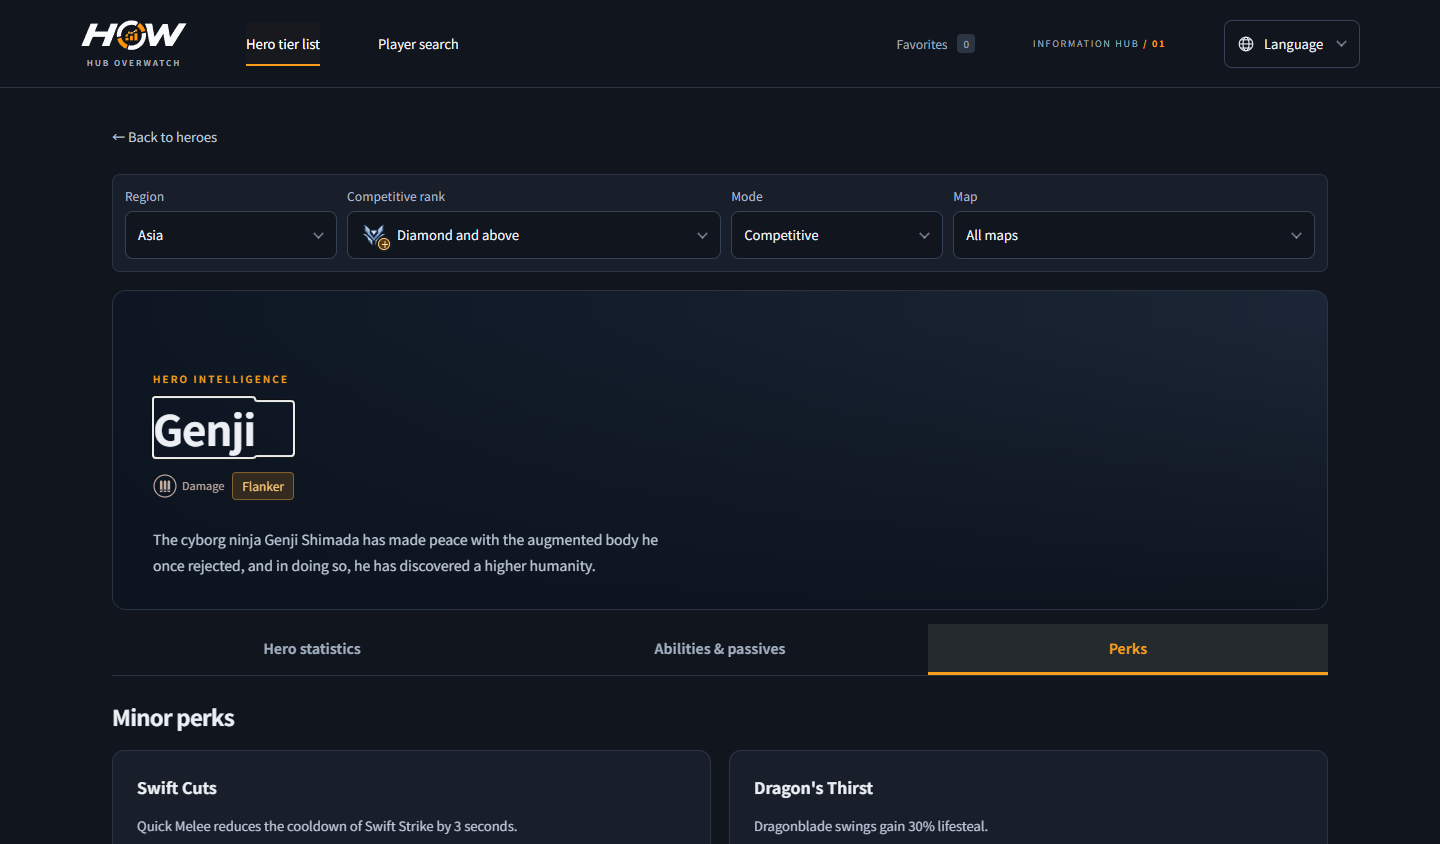 HOW
HUB OVERWATCH
Hero tier list
Player search
Favorites 0
INFORMATION HUB / 01
Language
← Back to heroes
Region
Competitive rank
Mode
Map
Asia
Diamond and above
Competitive
All maps
HERO INTELLIGENCE
Genji
Damage
Flanker
The cyborg ninja Genji Shimada has made peace with the augmented body he
once rejected, and in doing so, he has discovered a higher humanity.
Hero statistics
Abilities & passives
Perks
Minor perks
Swift Cuts
Quick Melee reduces the cooldown of Swift Strike by 3 seconds.
Dragon's Thirst
Dragonblade swings gain 30% lifesteal.